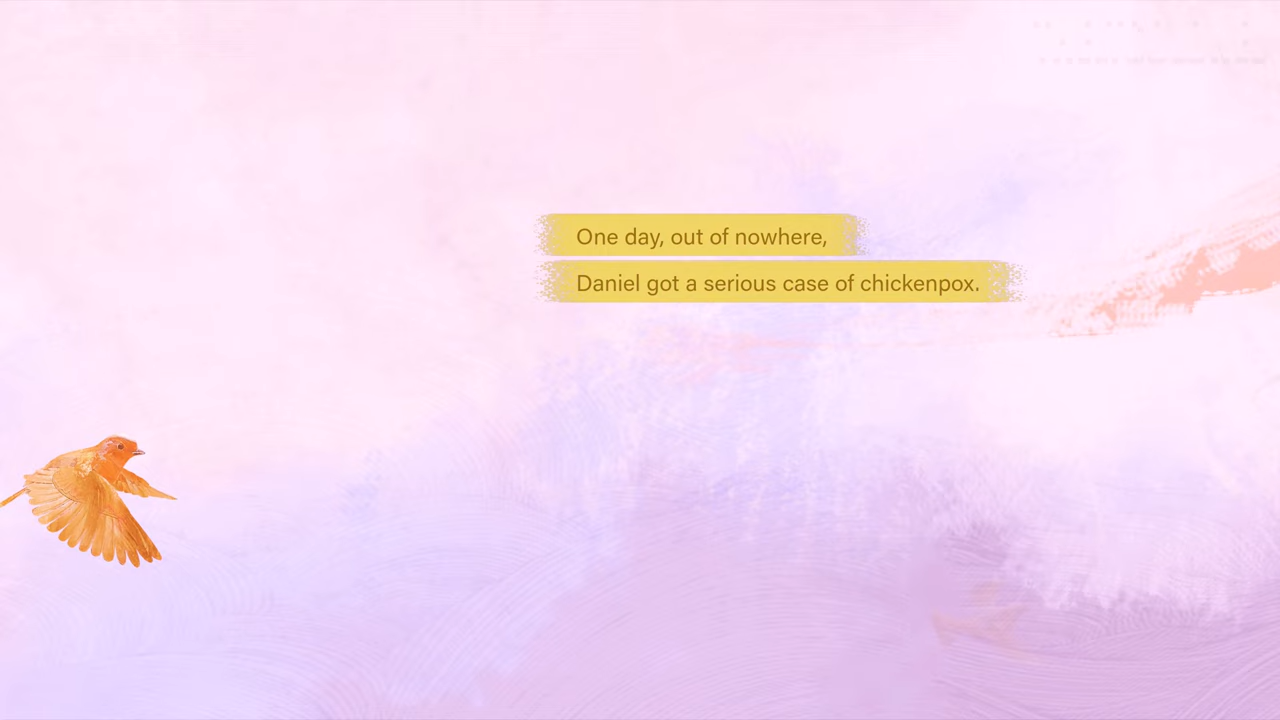 One day, out of nowhere,
Daniel got a serious case of chickenpox.